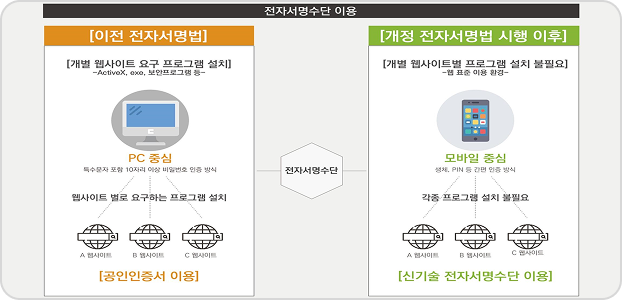 전자서명수단 이용
[이전 전자서명법]
[개별 웹사이트 요구 프로그램 설치]
-ActiveX, exe, 보안프로그램 등-
PC 중심
특수문자 포함 10자리 이상 비밀번호 인증 방식
웹사이트 별로 요구하는 프로그램 설치
A 웹사이트
B 웹사이트
C 웹사이트
[공인인증서 이용]
전자서명수단
[개정 전자서명법 시행 이후]
[개별 웹사이트별 프로그램 설치 불필요]
-웹 표준 이용 환경-
모바일 중심
생체, PIN 등 간편 인증 방식
각종 프로그램 설치 불필요
A 웹사이트
B 웹사이트
C 웹사이트
[신기술 전자서명수단 이용]